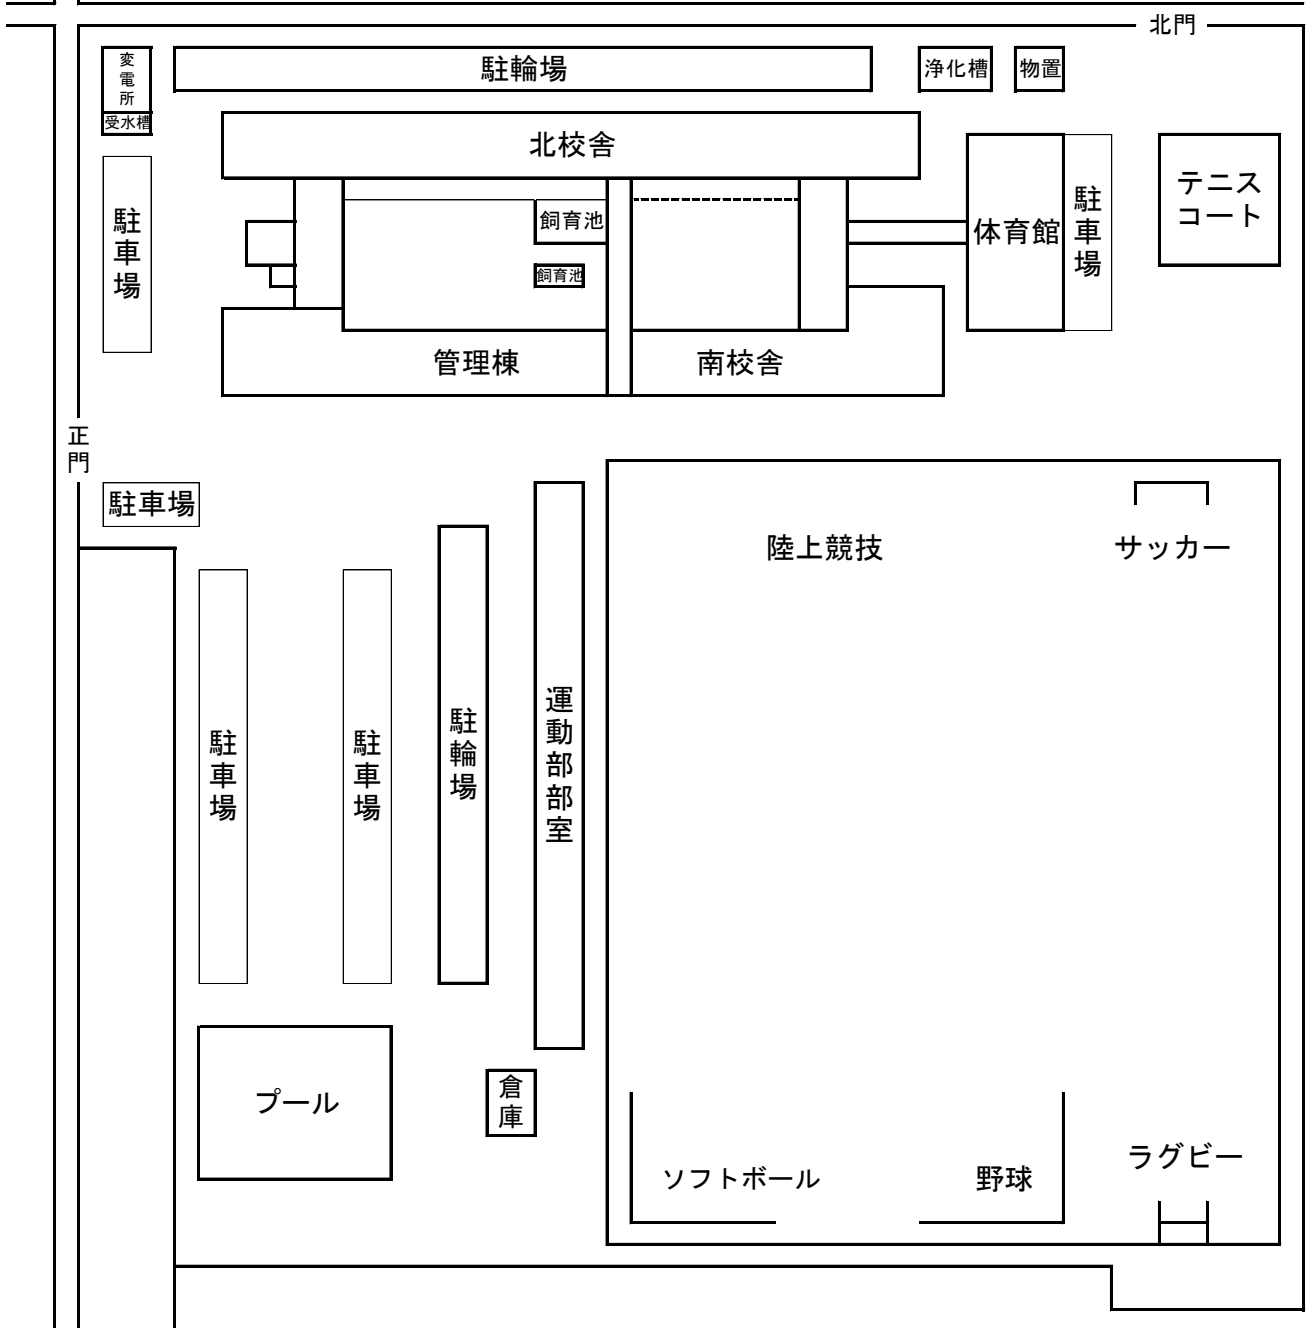 北門
変電所
駐輪場
浄化槽
物置
受水槽
北校舎
駐車場
飼育池
飼育池
体育館
駐車場
テニス
コート
管理棟
南校舎
正門
駐車場
陸上競技
サッカー
駐車場
駐車場
駐輪場
運動部部室
プール
倉庫
ソフトボール
野球
ラグビー